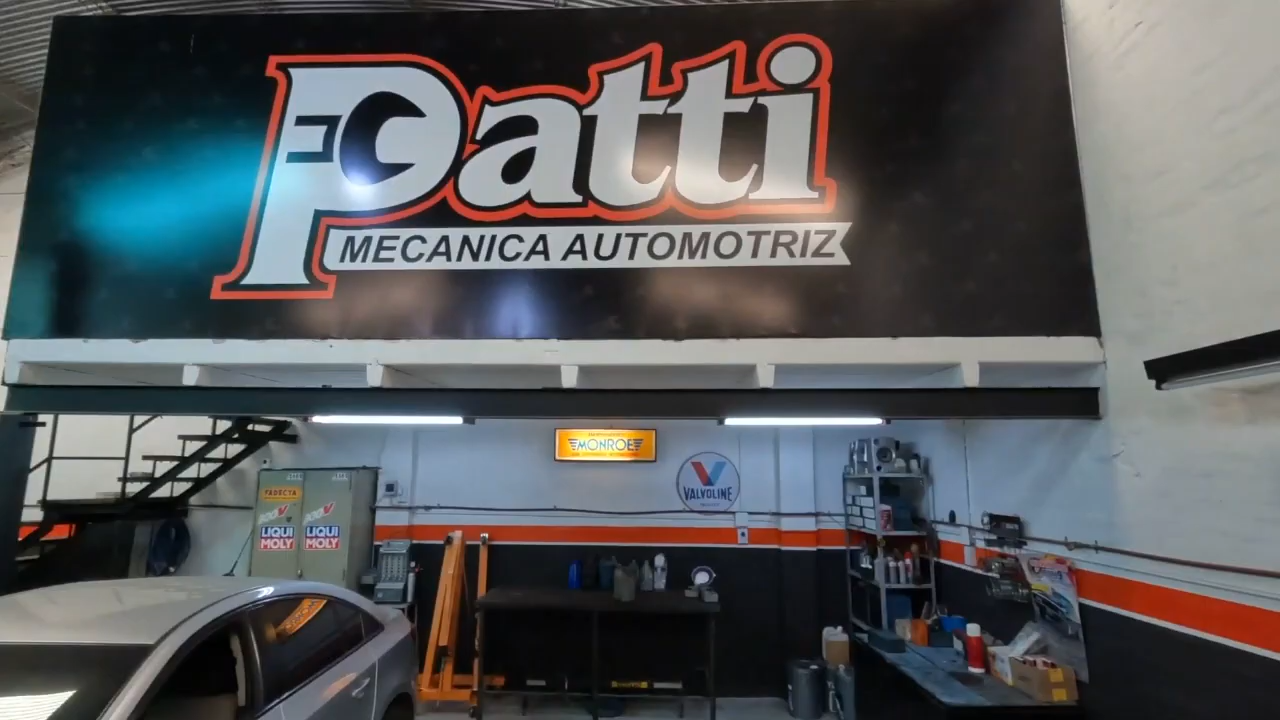 Patti
MECANICA AUTOMOTRIZ
MONROE
VALVOLINE
FADECYA
LIQUI
MOLY
LIQUI
MOLY